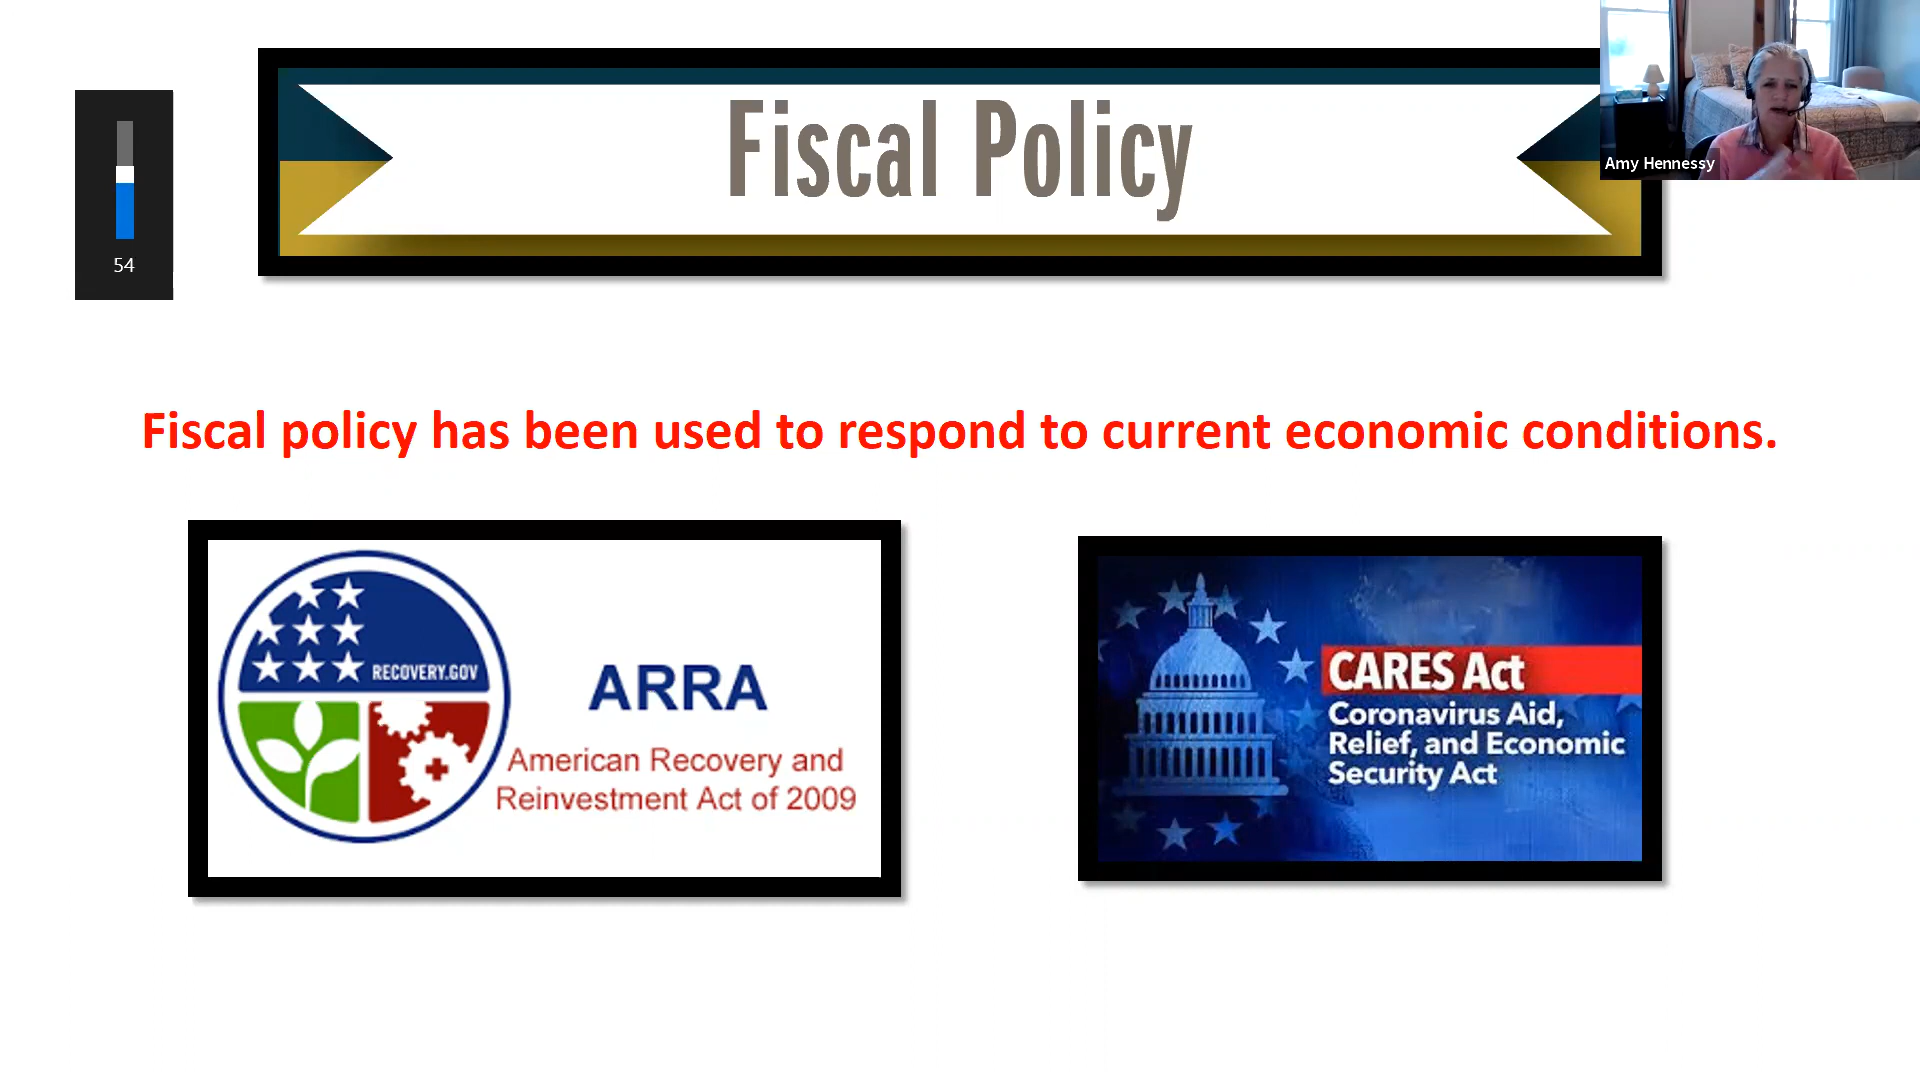 Fiscal Policy
Amy Hennessy
54
Fiscal policy has been used to respond to current economic conditions.
RECOVERY.GOV
ARRA
American Recovery and
Reinvestment Act of 2009
CARES Act
Coronavirus Aid,
Relief, and Economic
Security Act